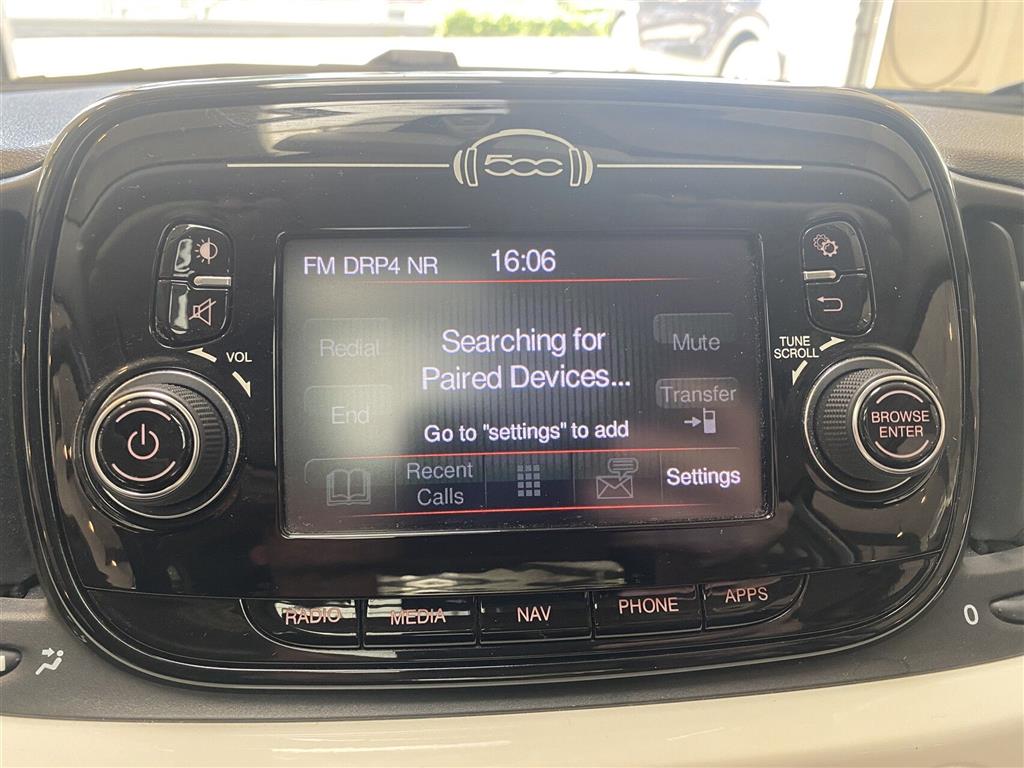 500
FM DRP4 NR 16:06
Redial
Searching for
Paired Devices...
Mute
End
Transfer
Go to "settings" to add
Recent
Calls
Settings
VOL
TUNE
SCROLL
BROWSE
ENTER
RADIO MEDIA NAV PHONE APPS
0